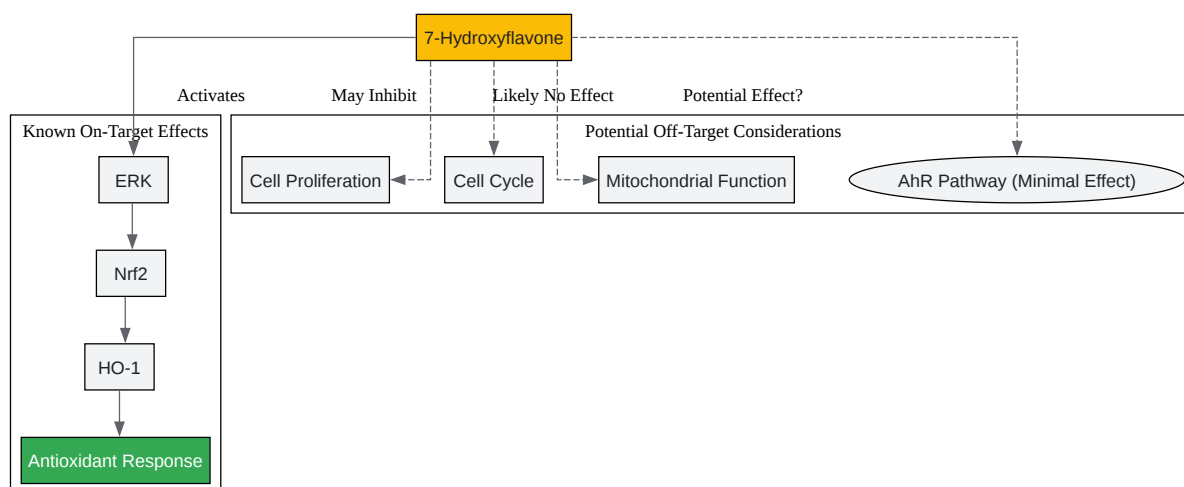 7-Hydroxyflavone
Activates
May Inhibit
Likely No Effect
Potential Effect?
Known On-Target Effects
Potential Off-Target Considerations
ERK
Cell Proliferation
Cell Cycle
Mitochondrial Function
AhR Pathway (Minimal Effect)
Nrf2
HO-1
Antioxidant Response